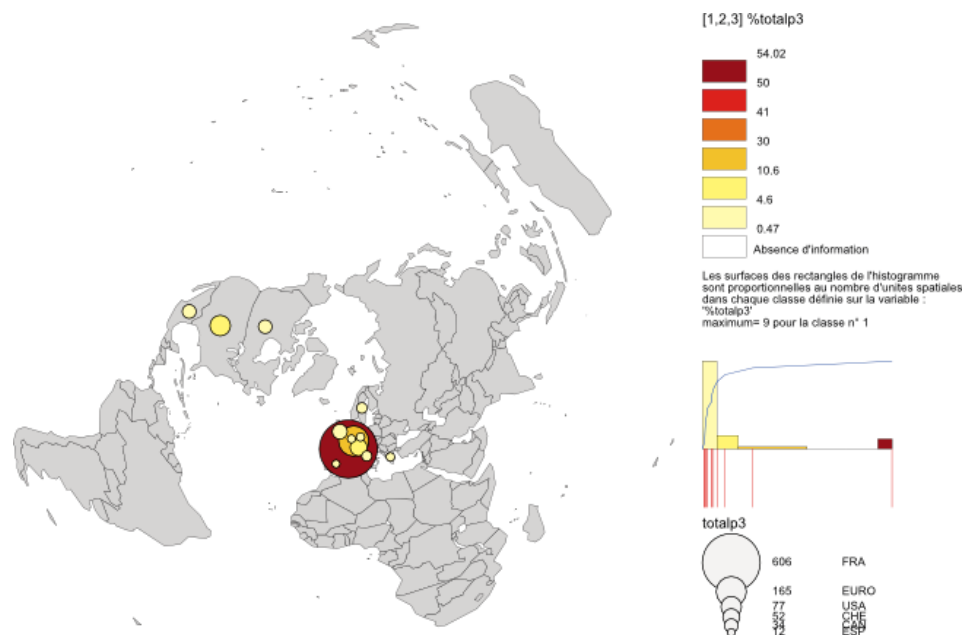 [1,2,3] %totalp3
54.02
50
41
30
10.6
4.6
0.47
Absence d'information
Les surfaces des rectangles de l'histogramme
sont proportionnelles au nombre d'unites spatiales
dans chaque classe définie sur la variable :
'%totalp3'
maximum= 9 pour la classe n° 1
totalp3
606 FRA
165 EURO
77 USA
52 CHE
34 CAN
12 ESP